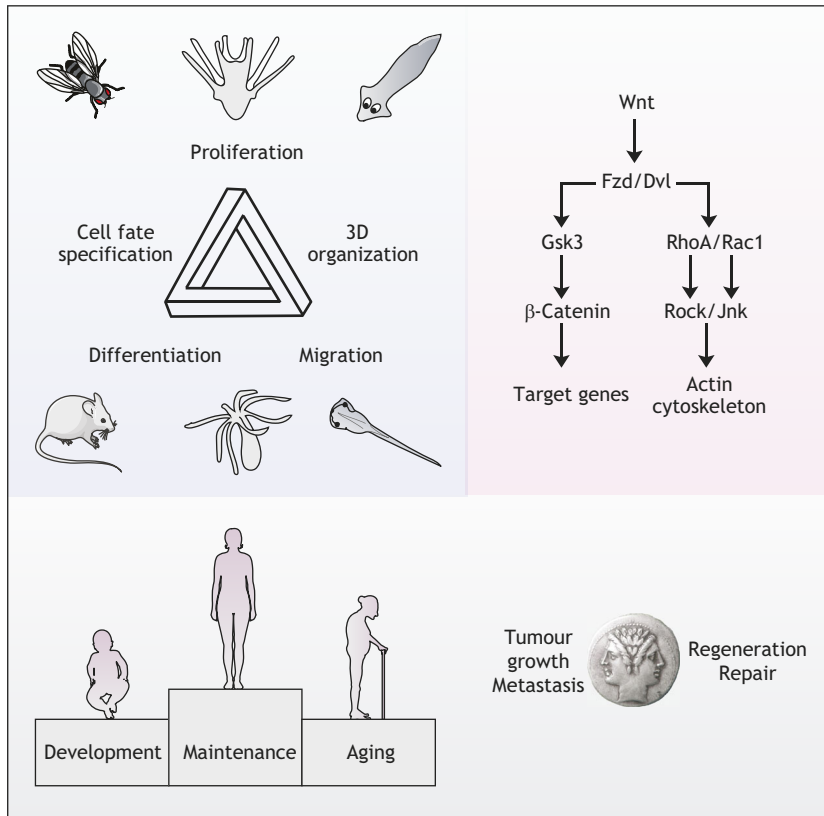 Proliferation
Cell fate
specification
3D
organization
Differentiation
Migration
Wnt
Fzd/Dvl
Gsk3
RhoA/Rac1
β-Catenin
Rock/Jnk
Target genes
Actin
cytoskeleton
Development
Maintenance
Aging
Tumour
growth
Metastasis
Regeneration
Repair